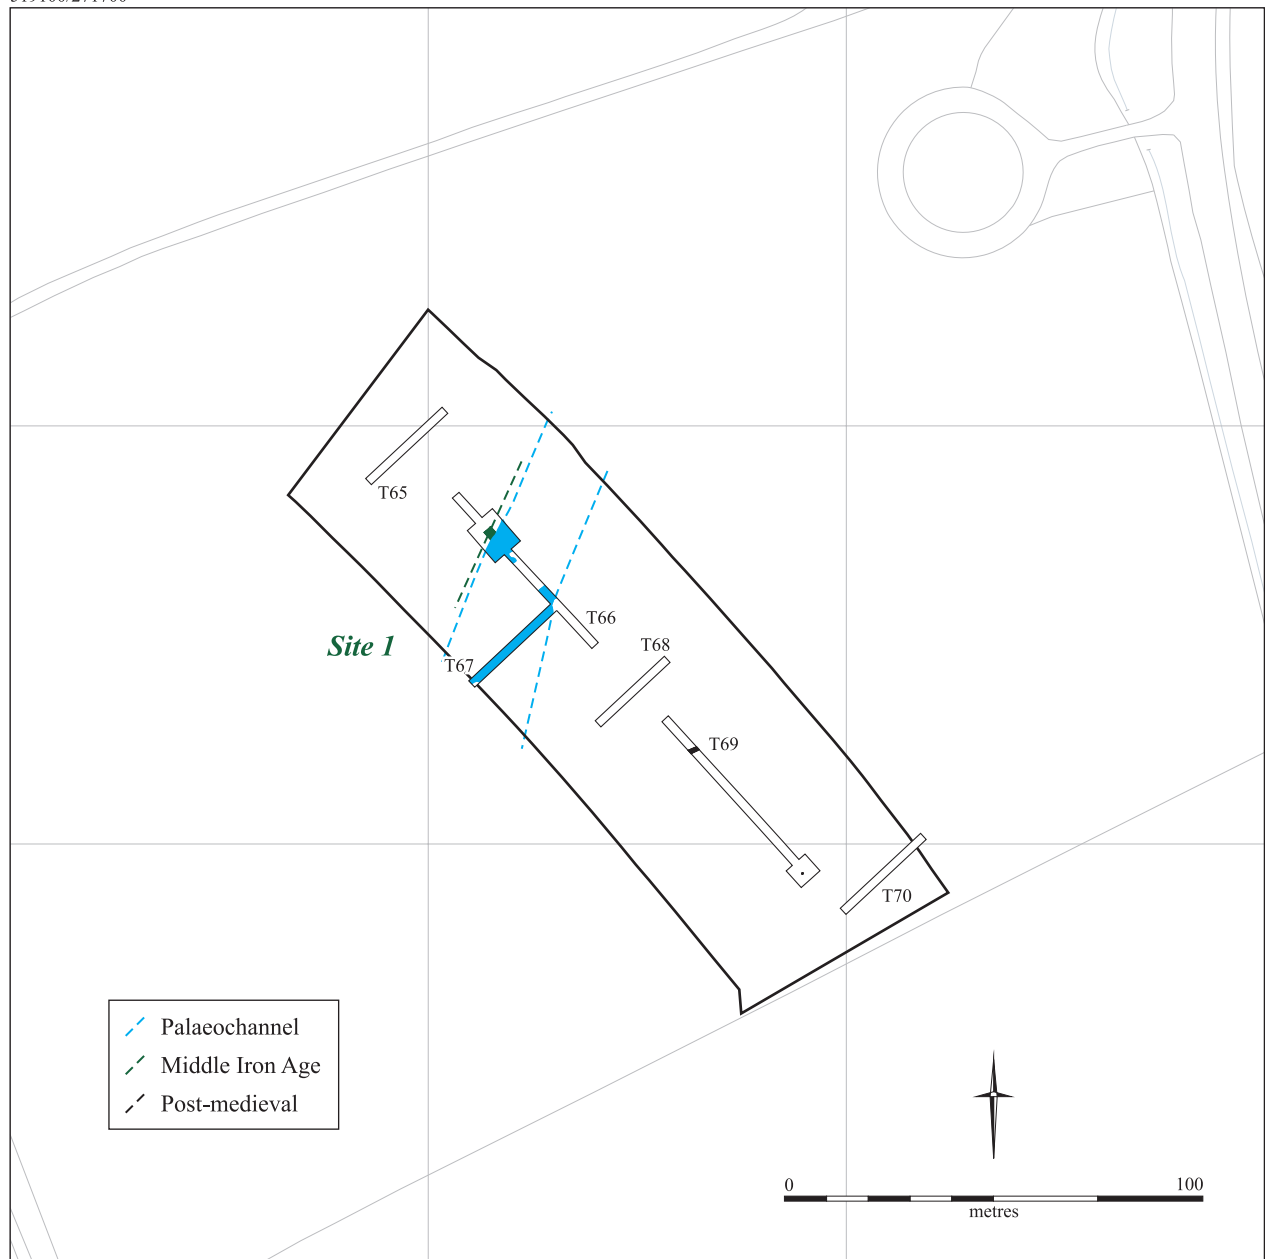 T65
T66
Site 1
T68
T67
T69
T70
Palaeochannel
Middle Iron Age
Post-medieval
0 100
metres